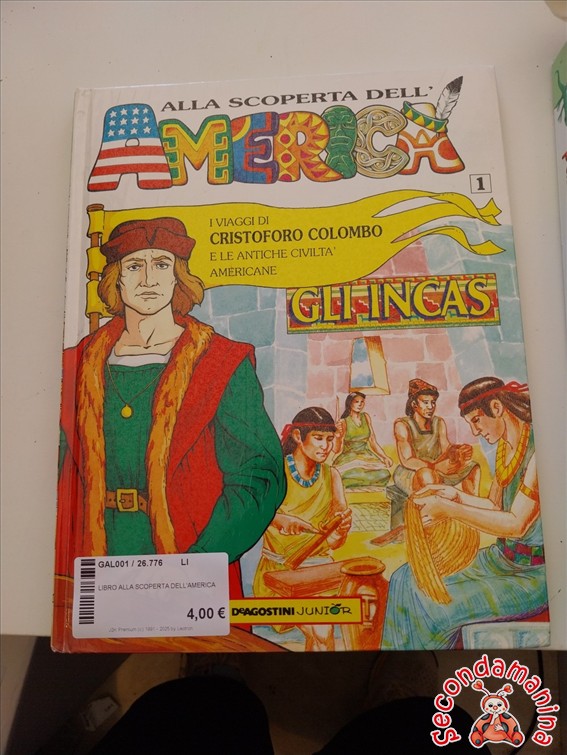 ALLA SCOPERTA DELL'
AMERICA
1
I VIAGGI DI
CRISTOFORO COLOMBO
E LE ANTICHE CIVILTA'
AMERICANE
GLI INCAS
GAL001 / 26.776 LI
LIBRO ALLA SCOPERTA DELL'AMERICA
4,00 €
DeAGOSTINI JUNIOR
Secondamanina